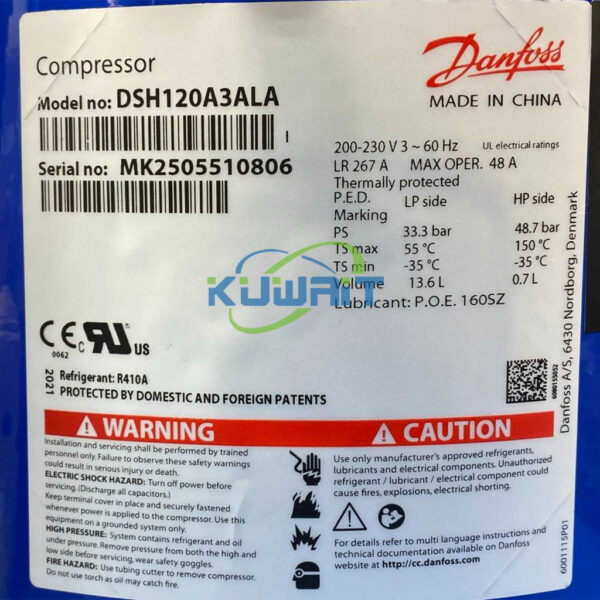 Compressor
Danfoss
Model no: DSH120A3ALA
MADE IN CHINA
Serial no: MK2505510806
200-230 V 3 ~ 60 Hz UL electrical ratings
LR 267 A MAX OPER. 48 A
Thermally protected
P.E.D. LP side HP side
Marking
PS 33.3 bar 48.7 bar
TS max 55 °C 150 °C
TS min -35 °C -35 °C
Volume 13.6 L 0.7 L
Lubricant: P.O.E. 160SZ
KUWAIT
CE
0062
c RU US
2021
Refrigerant: R410A
PROTECTED BY DOMESTIC AND FOREIGN PATENTS
6000155052
Danfoss A/S, 6430 Nordborg, Denmark
WARNING
Installation and servicing shall be performed by trained
personnel only. Failure to observe these safety warnings
could result in serious injury or death.
ELECTRIC SHOCK HAZARD: Turn off power before
servicing. (Discharge all capacitors.)
Keep terminal cover in place and securely fastened
whenever power is applied to the compressor. Use this
equipment on a grounded system only.
HIGH PRESSURE: System contains refrigerant and oil
under pressure. Remove pressure from both the high and
low side before servicing, wear safety goggles.
FIRE HAZARD: Use tubing cutter to remove compressor.
Do not use torch as oil may catch fire.
CAUTION
Use only manufacturer's approved refrigerants,
lubricants and electrical components. Unauthorized
refrigerant / lubricant / electrical component could
cause fires, explosions, electrical shorting.
For details refer to multi language instructions and
technical documentation available on Danfoss
website at http://cc.danfoss.com
6001115P01